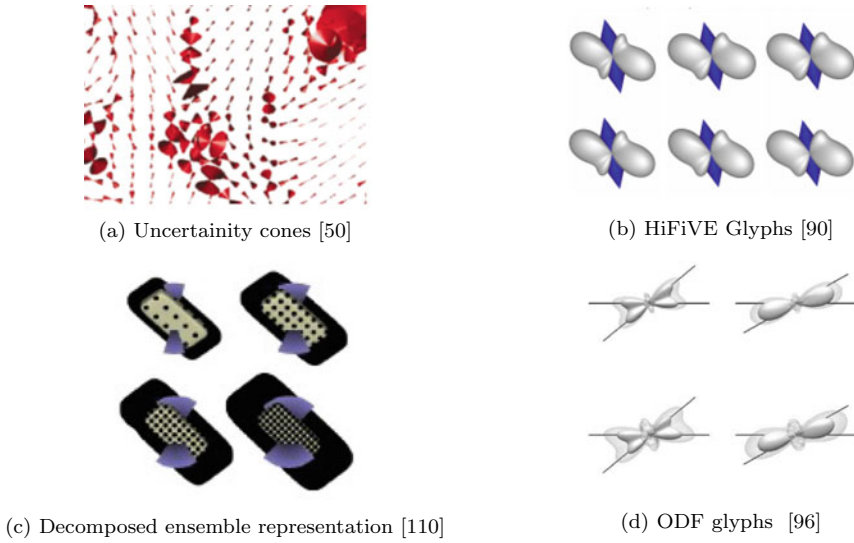 (a) Uncertainity cones [50]
(b) HiFiVE Glyphs [90]
(c) Decomposed ensemble representation [110]
(d) ODF glyphs [96]